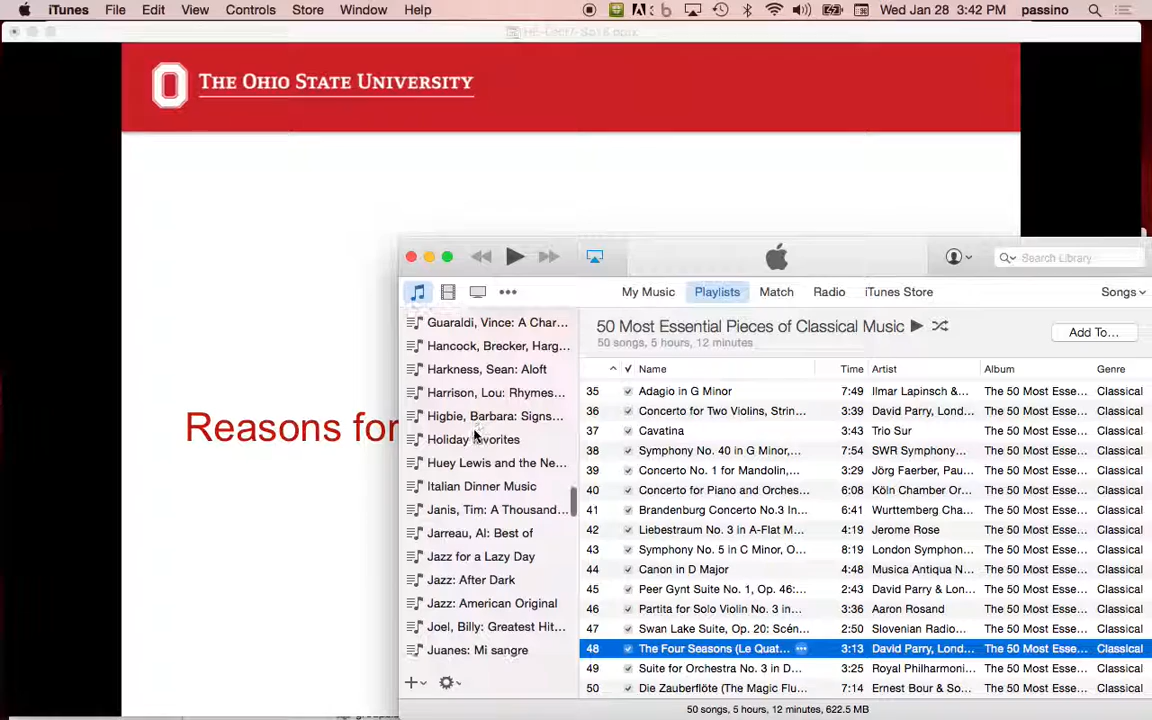 iTunes File Edit View Controls Store Window Help Wed Jan 28 3:42 PM passino
THE OHIO STATE UNIVERSITY
Reasons for
Search Library
My Music Playlists Match Radio iTunes Store Songs
50 Most Essential Pieces of Classical Music
50 songs, 5 hours, 12 minutes
Add To...
Guaraldi, Vince: A Char...
Hancock, Brecker, Harg...
Harkness, Sean: Aloft
Harrison, Lou: Rhymes...
Higbie, Barbara: Signs...
Holiday favorites
Huey Lewis and the Ne...
Italian Dinner Music
Janis, Tim: A Thousand...
Jarreau, Al: Best of
Jazz for a Lazy Day
Jazz: After Dark
Jazz: American Original
Joel, Billy: Greatest Hit...
Juanes: Mi sangre
Name Time Artist Album Genre
35 Adagio in G Minor 7:49 Ilmar Lapinsch &... The 50 Most Esse... Classical
36 Concerto for Two Violins, Strin... 3:39 David Parry, Lond... The 50 Most Esse... Classical
37 Cavatina 3:43 Trio Sur The 50 Most Esse... Classical
38 Symphony No. 40 in G Minor,... 7:54 SWR Symphony... The 50 Most Esse... Classical
39 Concerto No. 1 for Mandolin,... 3:29 Jörg Faerber, Pau... The 50 Most Esse... Classical
40 Concerto for Piano and Orches... 6:08 Köln Chamber Or... The 50 Most Esse... Classical
41 Brandenburg Concerto No.3 In... 6:41 Wurttemberg Cham... The 50 Most Esse... Classical
42 Liebestraum No. 3 in A-Flat M... 4:19 Jerome Rose The 50 Most Esse... Classical
43 Symphony No. 5 in C Minor, O... 8:19 London Symphon... The 50 Most Esse... Classical
44 Canon in D Major 4:48 Musica Antiqua N... The 50 Most Esse... Classical
45 Peer Gynt Suite No. 1, Op. 46:... 2:43 David Parry & Lon... The 50 Most Esse... Classical
46 Partita for Solo Violin No. 3 in... 3:36 Aaron Rosand The 50 Most Esse... Classical
47 Swan Lake Suite, Op. 20: Scén... 2:50 Slovenian Radio... The 50 Most Esse... Classical
48 The Four Seasons (Le Quat... 3:13 David Parry, Lond... The 50 Most Esse... Classical
49 Suite for Orchestra No. 3 in D... 3:25 Royal Philharmoni... The 50 Most Esse... Classical
50 Die Zauberflöte (The Magic Flu... 7:14 Ernest Bour & So... The 50 Most Esse... Classical
50 songs, 5 hours, 12 minutes, 622.5 MB